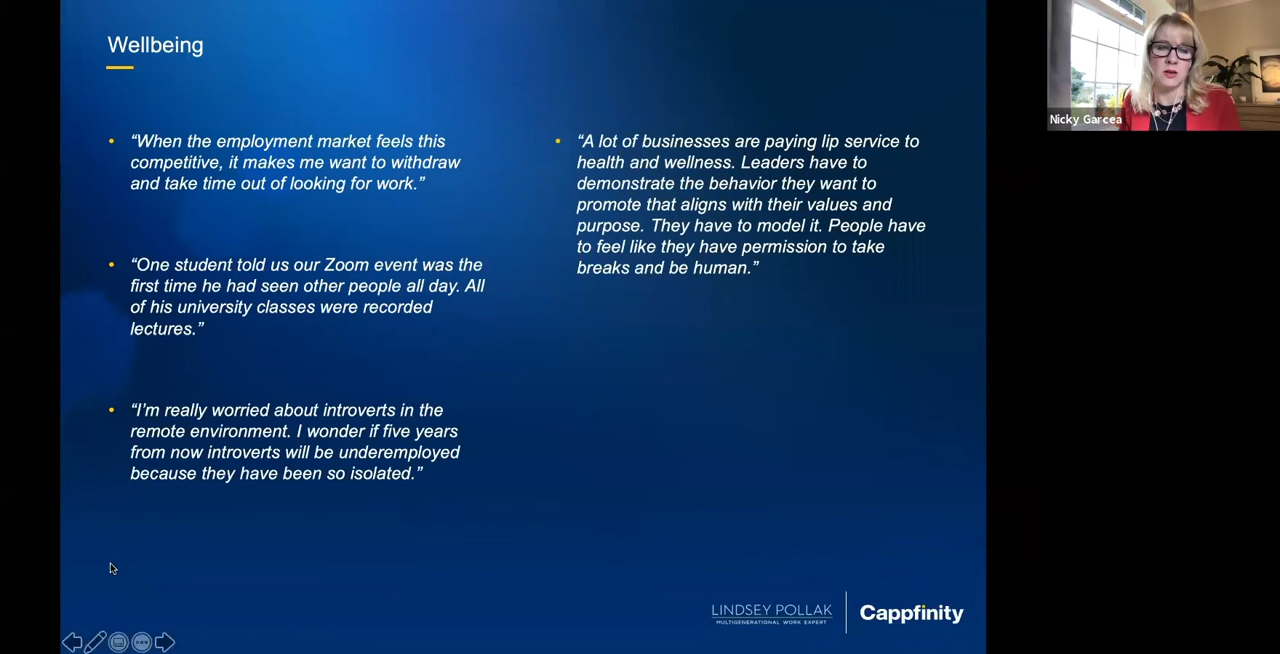 Wellbeing
• “When the employment market feels this
competitive, it makes me want to withdraw
and take time out of looking for work.”
• “One student told us our Zoom event was the
first time he had seen other people all day. All
of his university classes were recorded
lectures.”
• “I’m really worried about introverts in the
remote environment. I wonder if five years
from now introverts will be underemployed
because they have been so isolated.”
• “A lot of businesses are paying lip service to
health and wellness. Leaders have to
demonstrate the behavior they want to
promote that aligns with their values and
purpose. They have to model it. People have
to feel like they have permission to take
breaks and be human.”
LINDSEY POLLAK
MULTIGENERATIONAL WORK EXPERT
Cappfinity
Nicky Garcea